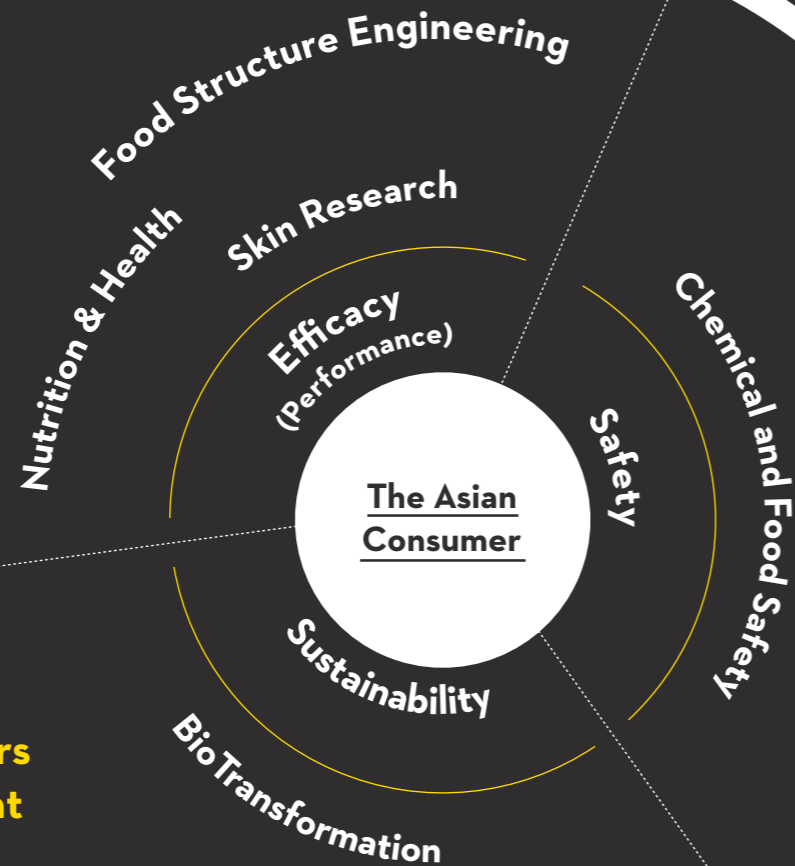 Food Structure Engineering
Skin Research
Nutrition & Health
Efficacy
(Performance)
Chemical and Food Safety
Safety
The Asian
Consumer
Sustainability
BioTransformation